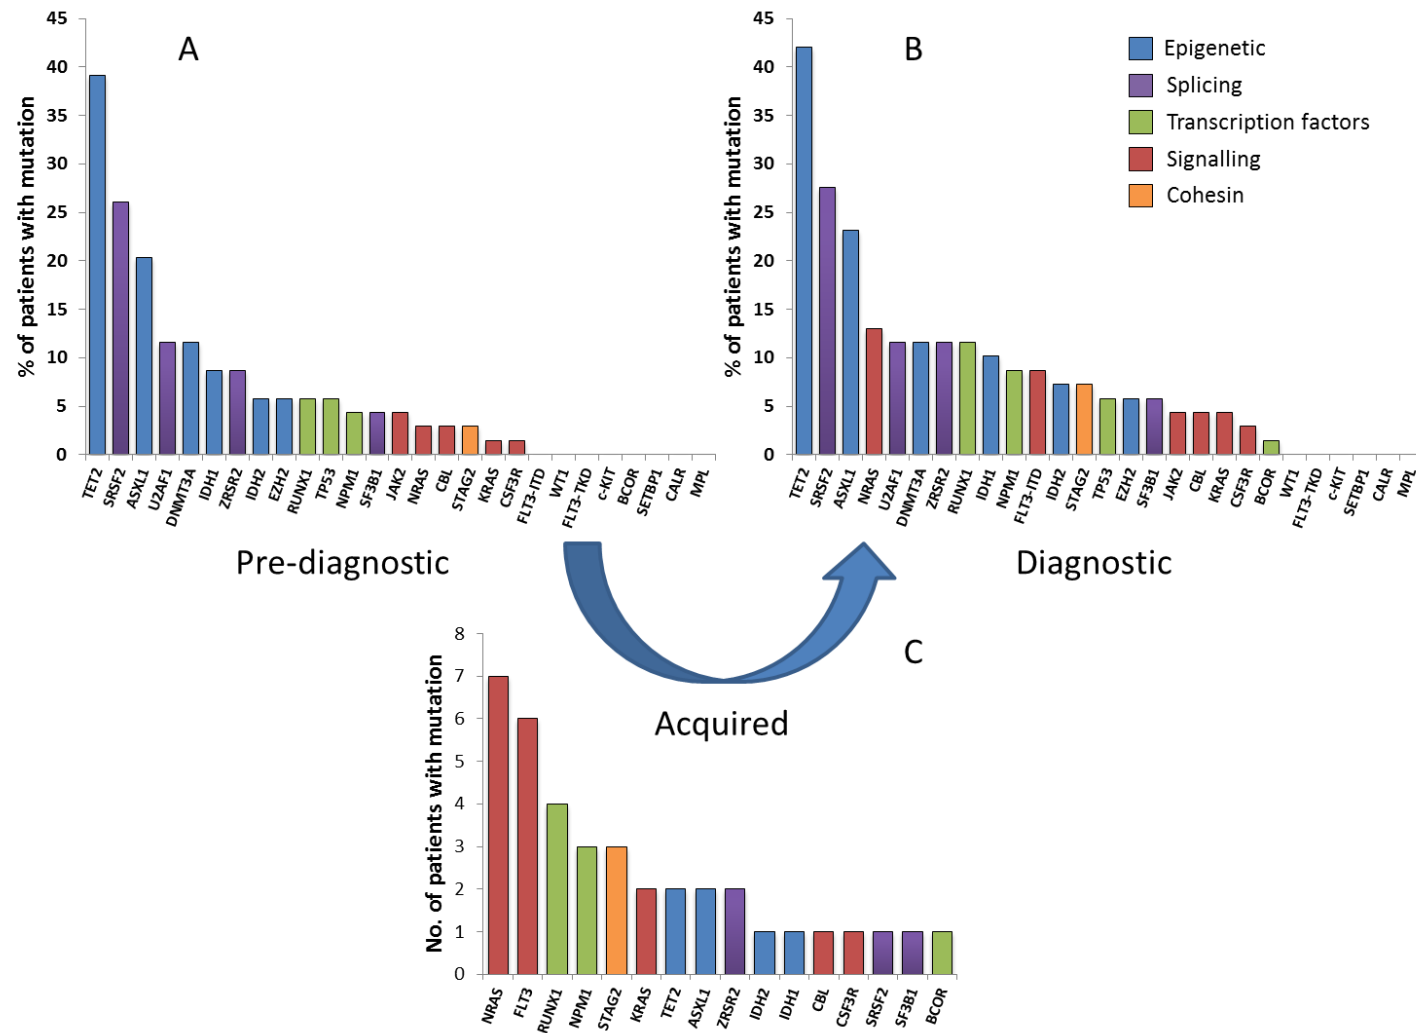 A
% of patients with mutation
45
40
35
30
25
20
15
10
5
0
TET2
SRSF2
ASXL1
U2AF1
DNMT3A
IDH1
ZRSR2
IDH2
EZH2
RUNX1
TP53
NPM1
SF3B1
JAK2
NRAS
CBL
STAG2
KRAS
CSF3R
FLT3-ITD
WT1
FLT3-TKD
c-KIT
BCOR
SETBP1
CALR
MPL
Pre-diagnostic
B
% of patients with mutation
45
40
35
30
25
20
15
10
5
0
Epigenetic
Splicing
Transcription factors
Signalling
Cohesin
TET2
SRSF2
ASXL1
NRAS
U2AF1
DNMT3A
ZRSR2
RUNX1
IDH1
NPM1
FLT3-ITD
IDH2
STAG2
TP53
EZH2
SF3B1
JAK2
CBL
KRAS
CSF3R
BCOR
WT1
FLT3-TKD
c-KIT
SETBP1
CALR
MPL
Diagnostic
C
Acquired
No. of patients with mutation
8
7
6
5
4
3
2
1
0
NRAS
FLT3
RUNX1
NPM1
STAG2
KRAS
TET2
ASXL1
ZRSR2
IDH2
IDH1
CBL
CSF3R
SRSF2
SF3B1
BCOR